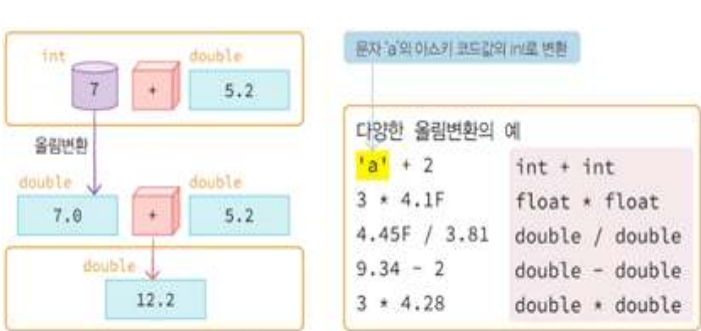 int double
7 + 5.2
올림변환
double double
7.0 + 5.2
double
12.2
문자 'a'의 아스키 코드값의 int로 변환
다양한 올림변환의 예
'a' + 2 int + int
3 * 4.1F float * float
4.45F / 3.81 double / double
9.34 - 2 double - double
3 * 4.28 double * double